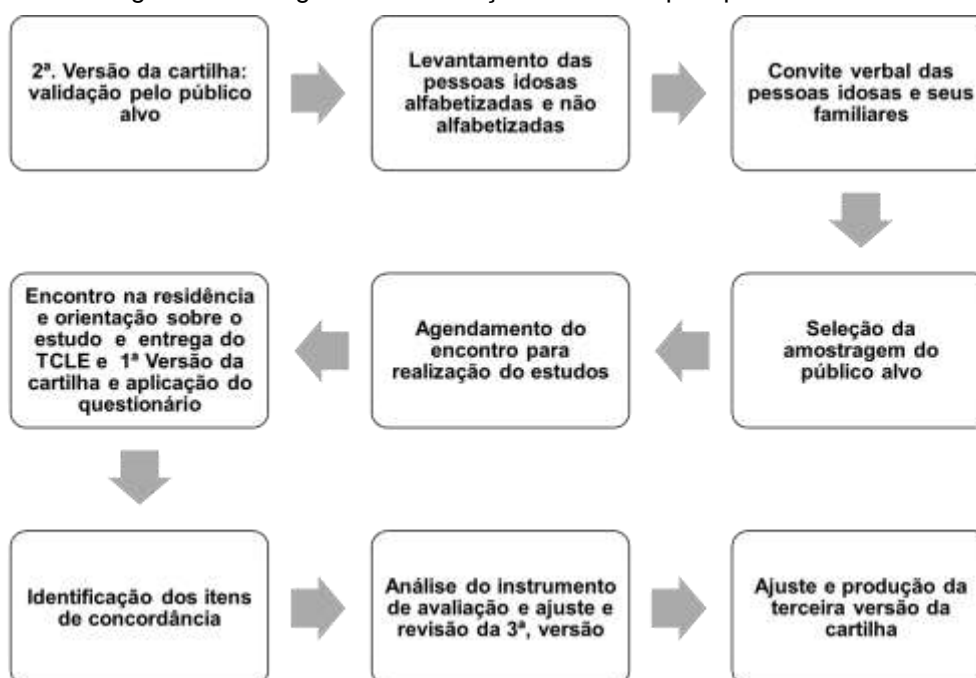 2ª. Versão da cartilha:
validação pelo público
alvo
Levantamento das
pessoas idosas
alfabetizadas e não
alfabetizadas
Convite verbal das
pessoas idosas e seus
familiares
Seleção da
amostragem do
público alvo
Agendamento do
encontro para
realização do estudos
Encontro na residência
e orientação sobre o
estudo e entrega do
TCLE e 1ª Versão da
cartilha e aplicação do
questionário
Identificação dos itens
de concordância
Análise do instrumento
de avaliação e ajuste e
revisão da 3ª, versão
Ajuste e produção da
terceira versão da
cartilha